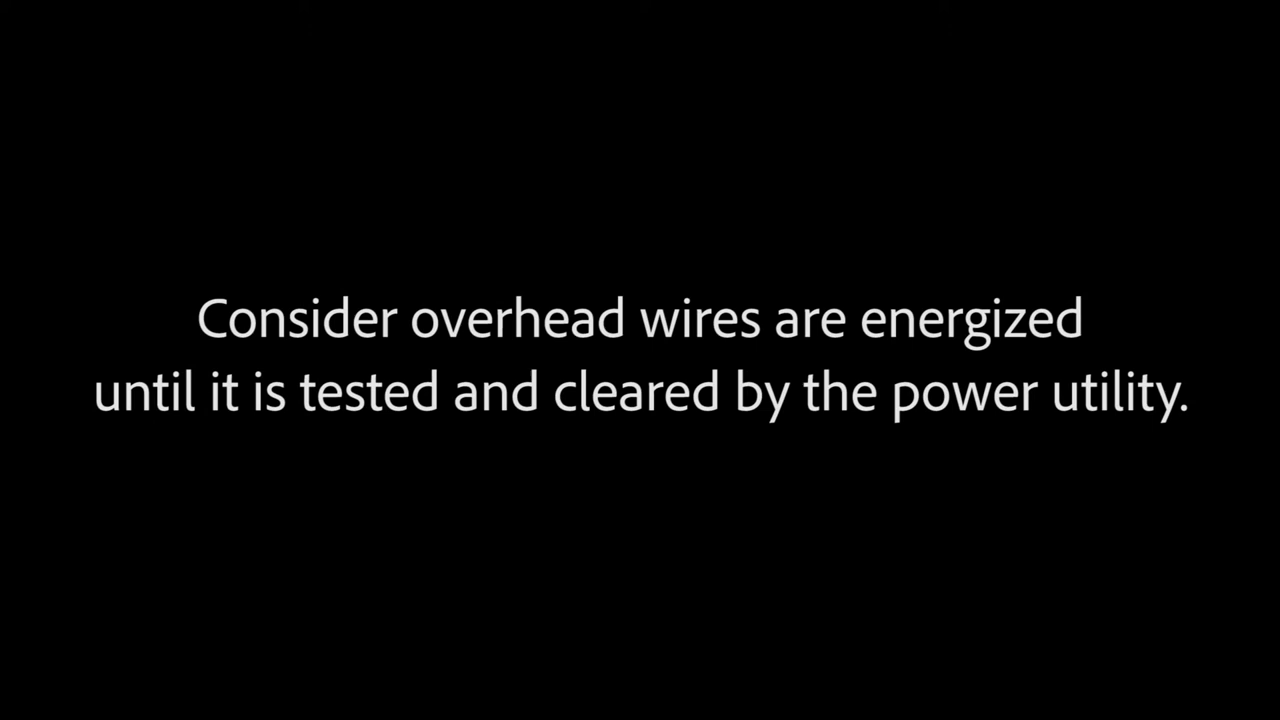 Consider overhead wires are energized
until it is tested and cleared by the power utility.